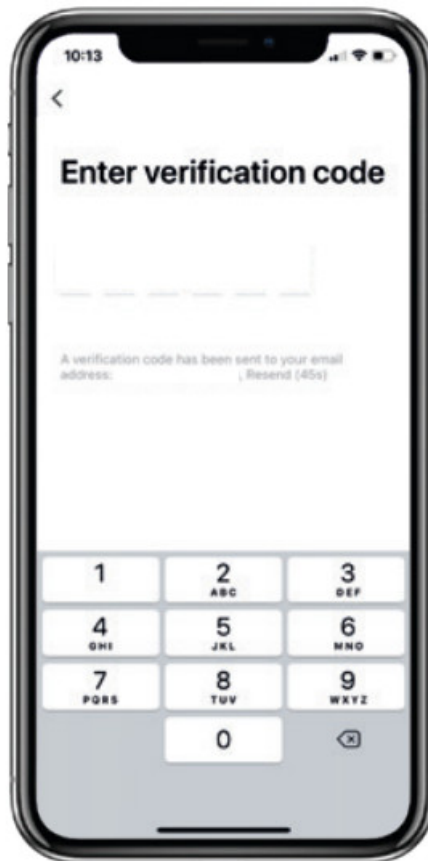 10:13
Enter verification code
A verification code has been sent to your email
address: , Resend (45s)
1
2
ABC
3
DEF
4
GHI
5
JKL
6
MNO
7
PQRS
8
TUV
9
WXYZ
0